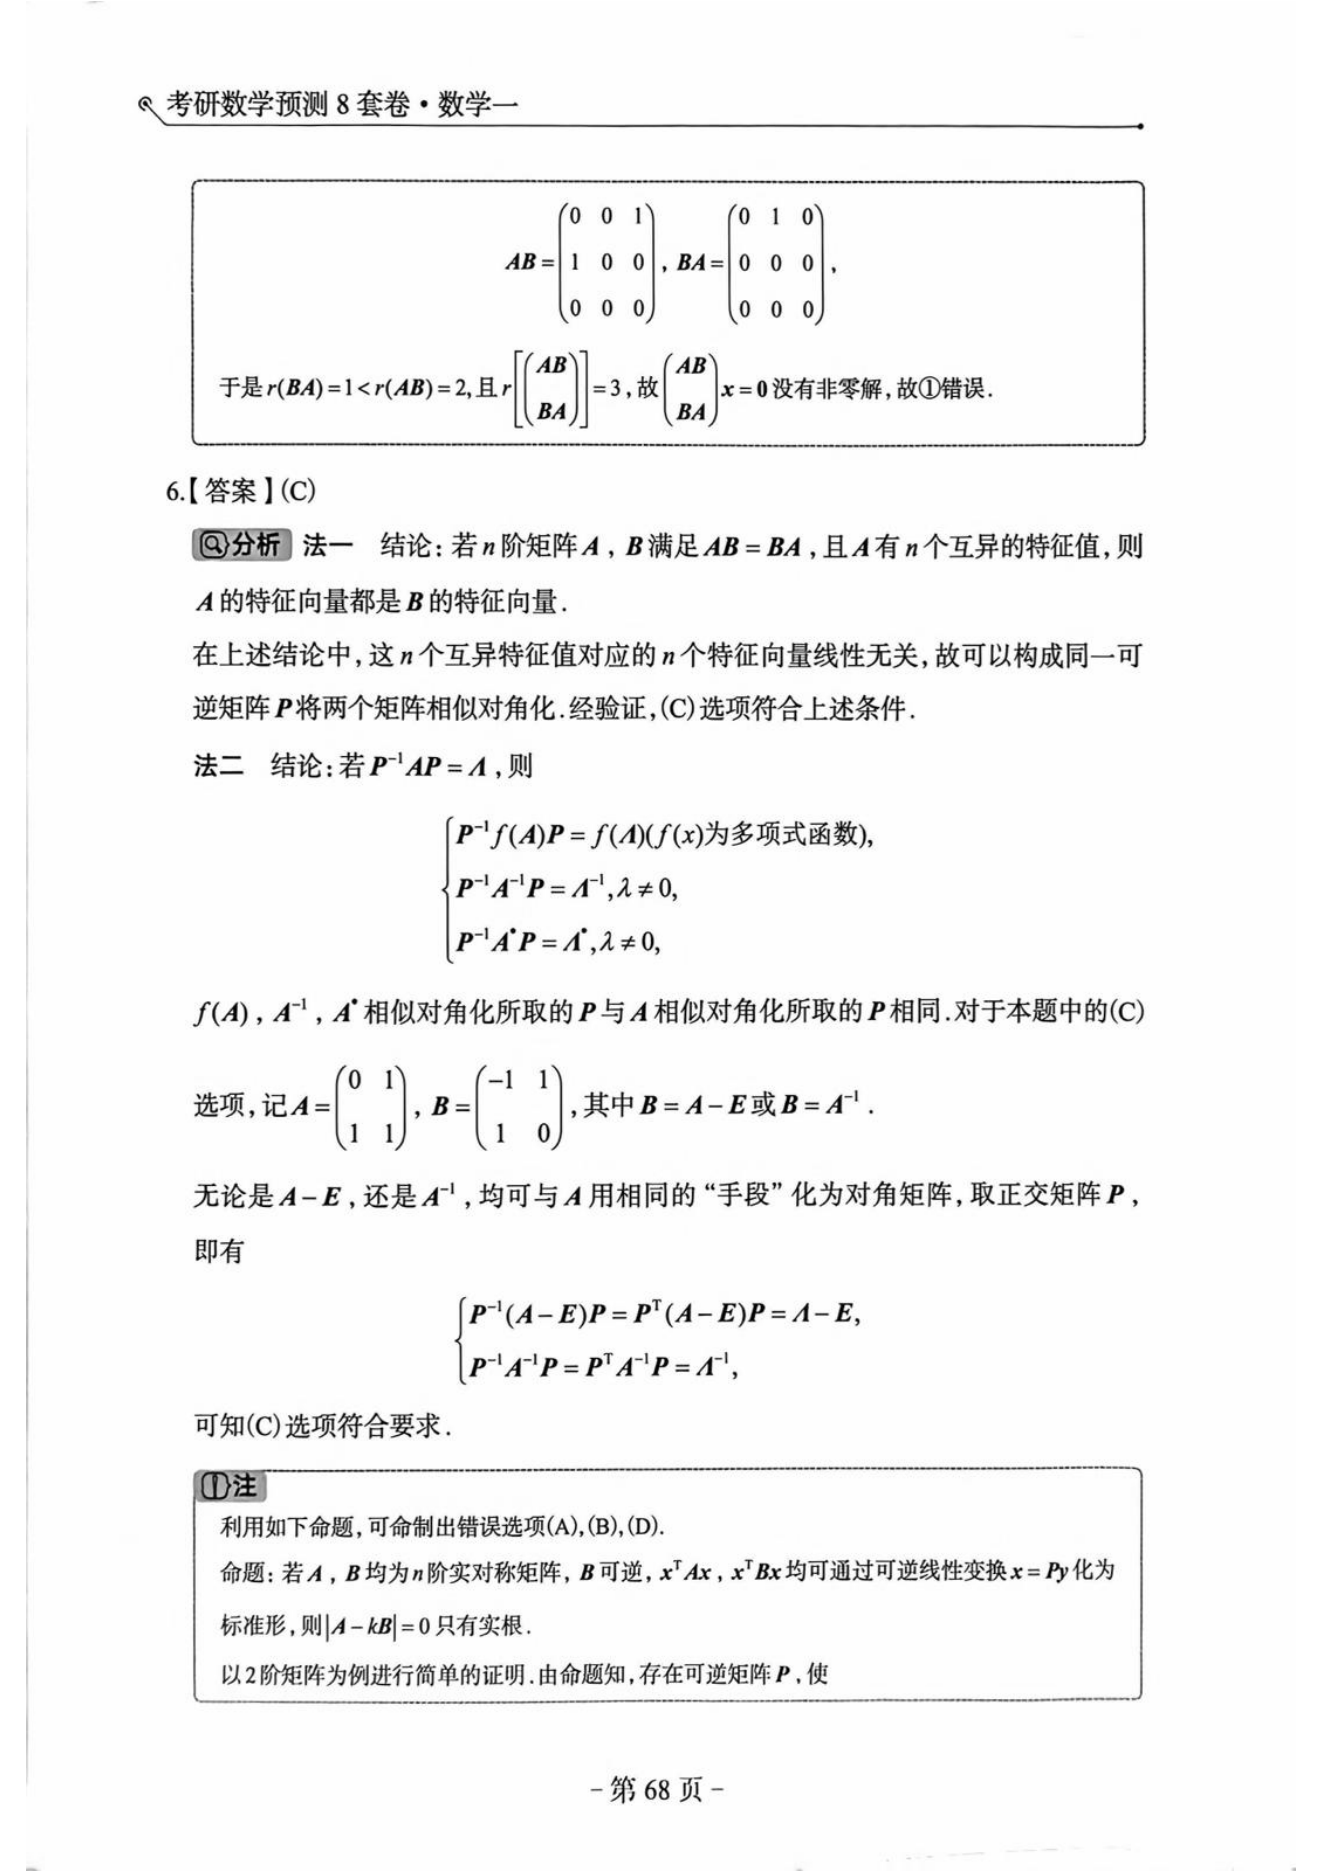 考研数学预测8套卷·数学一
AB=(0 0 1; 1 0 0; 0 0 0), BA=(0 1 0; 0 0 0; 0 0 0),
于是r(BA)=1<r(AB)=2,且r[(AB; BA)]=3,故(AB; BA)x=0没有非零解,故①错误.
6.【答案】(C)
分析 法一 结论:若n阶矩阵A,B满足AB=BA,且A有n个互异的特征值,则
A的特征向量都是B的特征向量.
在上述结论中,这n个互异特征值对应的n个特征向量线性无关,故可以构成同一可
逆矩阵P将两个矩阵相似对角化.经验证,(C)选项符合上述条件.
法二 结论:若P⁻¹AP=Λ,则
P⁻¹f(A)P=f(Λ)(f(x)为多项式函数),
P⁻¹A⁻¹P=Λ⁻¹,λ≠0,
P⁻¹A*P=Λ*,λ≠0,
f(A),A⁻¹,A*相似对角化所取的P与A相似对角化所取的P相同.对于本题中的(C)
选项,记A=(0 1; 1 1),B=(-1 1; 1 0),其中B=A-E或B=A⁻¹.
无论是A-E,还是A⁻¹,均可与A用相同的“手段”化为对角矩阵,取正交矩阵P,
即有
P⁻¹(A-E)P=Pᵀ(A-E)P=Λ-E,
P⁻¹A⁻¹P=PᵀA⁻¹P=Λ⁻¹,
可知(C)选项符合要求.
注
利用如下命题,可命制出错误选项(A),(B),(D).
命题:若A,B均为n阶实对称矩阵,B可逆,xᵀAx,xᵀBx均可通过可逆线性变换x=Py化为
标准形,则|A-kB|=0只有实根.
以2阶矩阵为例进行简单的证明.由命题知,存在可逆矩阵P,使
-第68页-